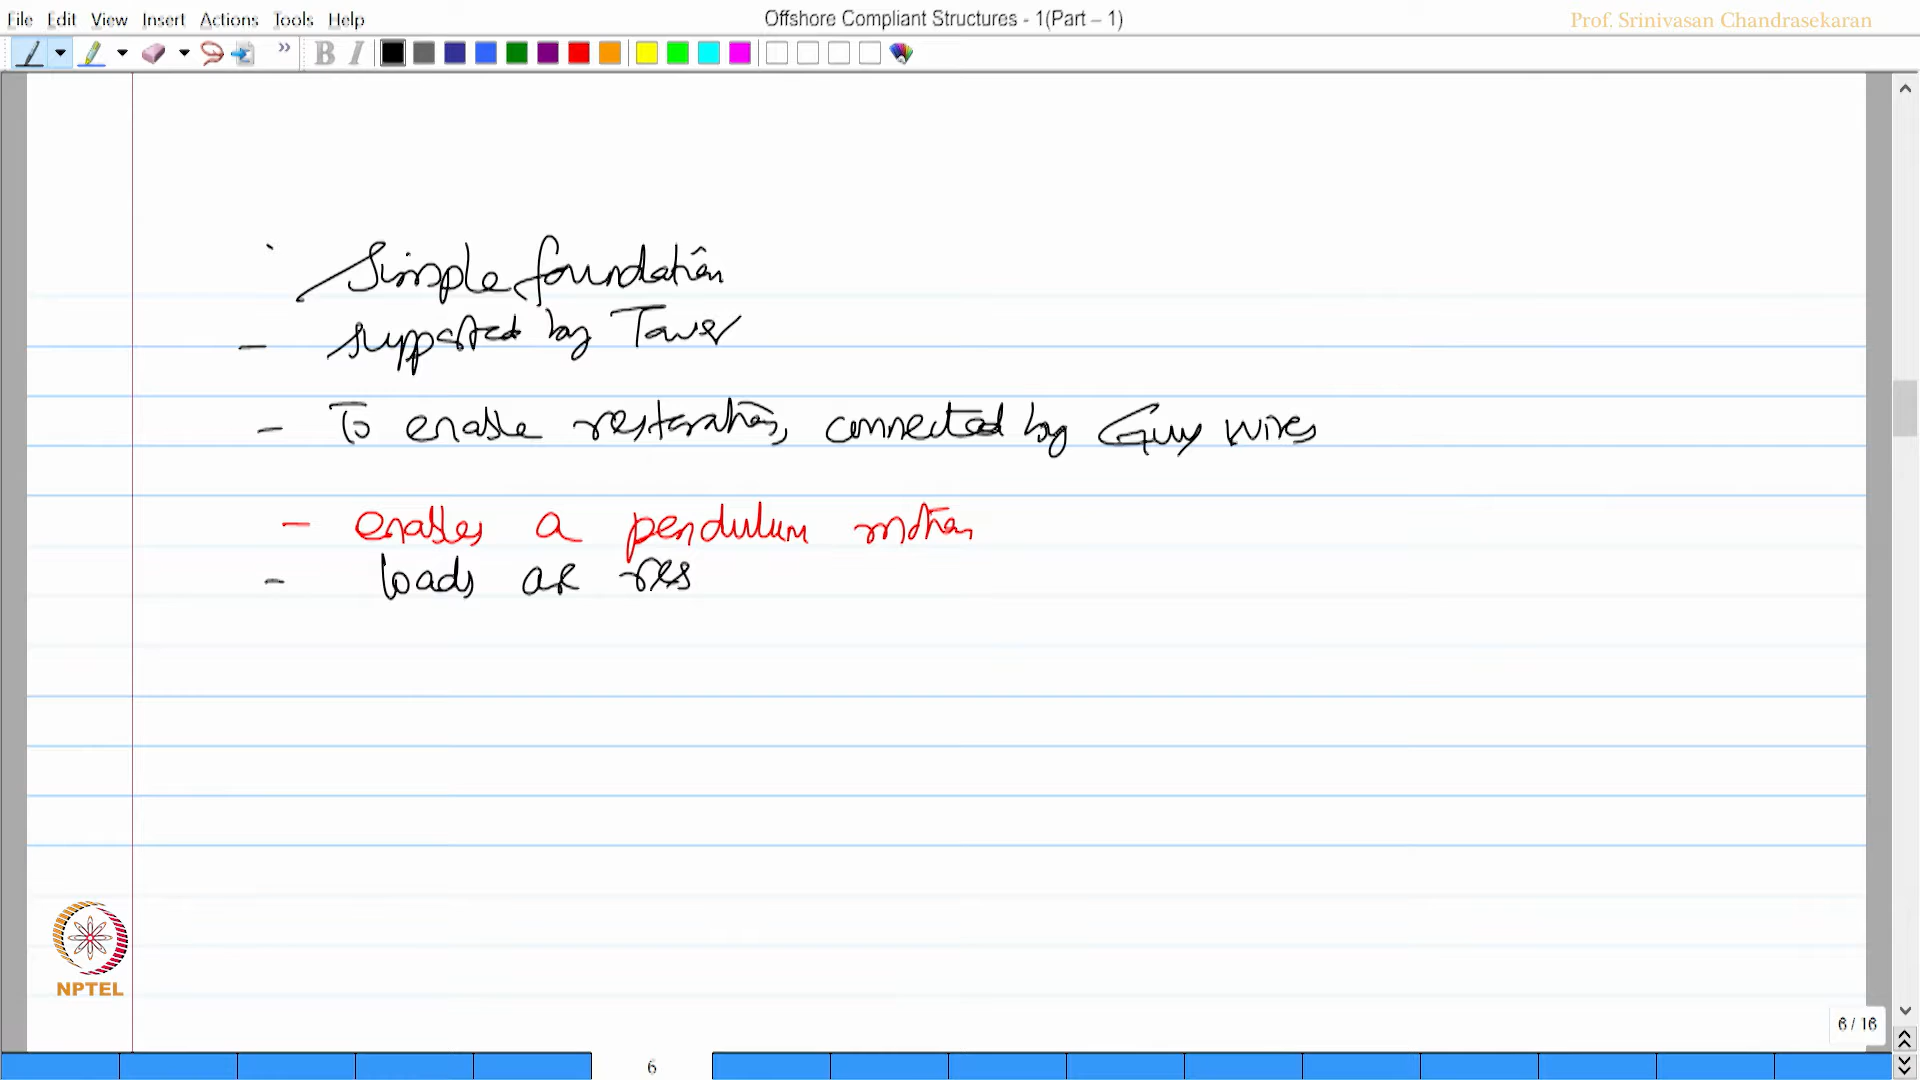 File Edit View Insert Actions Tools Help
Offshore Compliant Structures - 1(Part – 1)
Prof. Srinivasan Chandrasekaran
» B I
Simple foundation
- supported by Tower
- To enable restoration, connected by Guy wires
- enables a pendulum motion
- loads are res
NPTEL
6 / 16
6